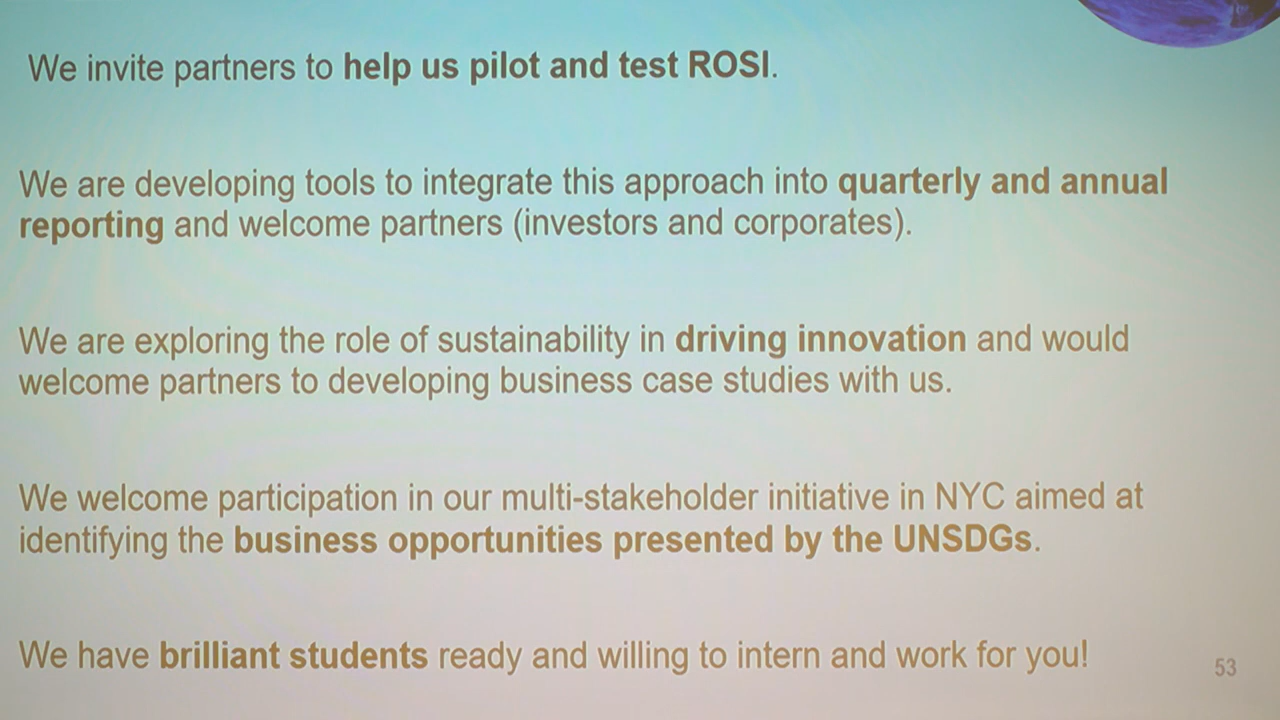 We invite partners to help us pilot and test ROSI.
We are developing tools to integrate this approach into quarterly and annual
reporting and welcome partners (investors and corporates).
We are exploring the role of sustainability in driving innovation and would
welcome partners to developing business case studies with us.
We welcome participation in our multi-stakeholder initiative in NYC aimed at
identifying the business opportunities presented by the UNSDGs.
We have brilliant students ready and willing to intern and work for you!
53